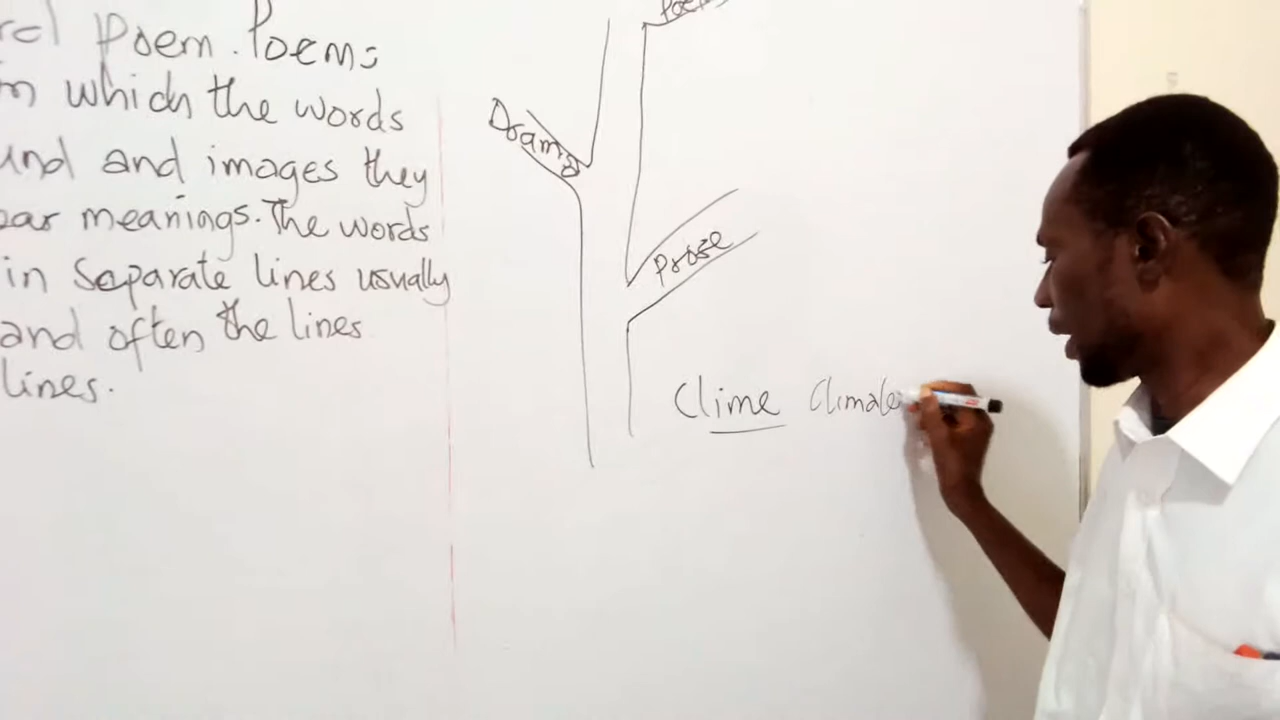 Poem. Poems
in which the words
and images they
meanings. The words
in Separate lines usually
and often the lines
lines.
Drama
Prose
Clime Climate